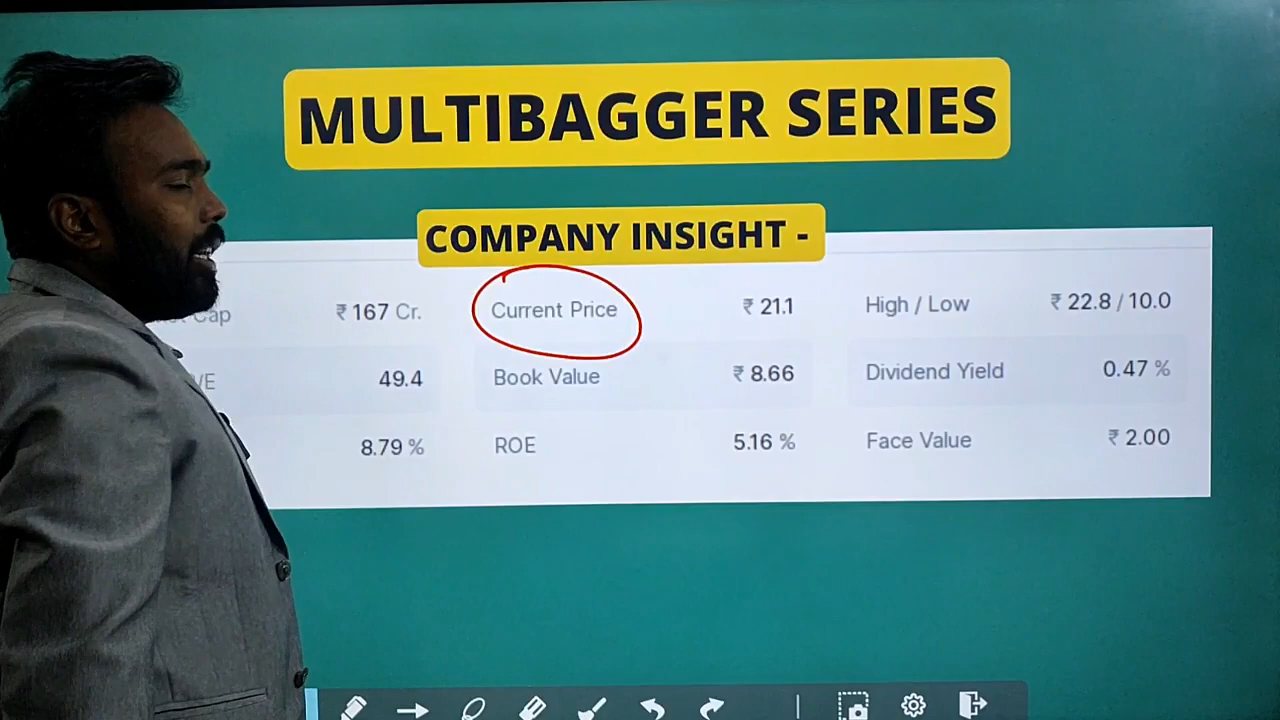 MULTIBAGGER SERIES
COMPANY INSIGHT -
Cap ₹ 167 Cr. Current Price ₹ 21.1 High / Low ₹ 22.8 / 10.0
/E 49.4 Book Value ₹ 8.66 Dividend Yield 0.47 %
8.79 % ROE 5.16 % Face Value ₹ 2.00